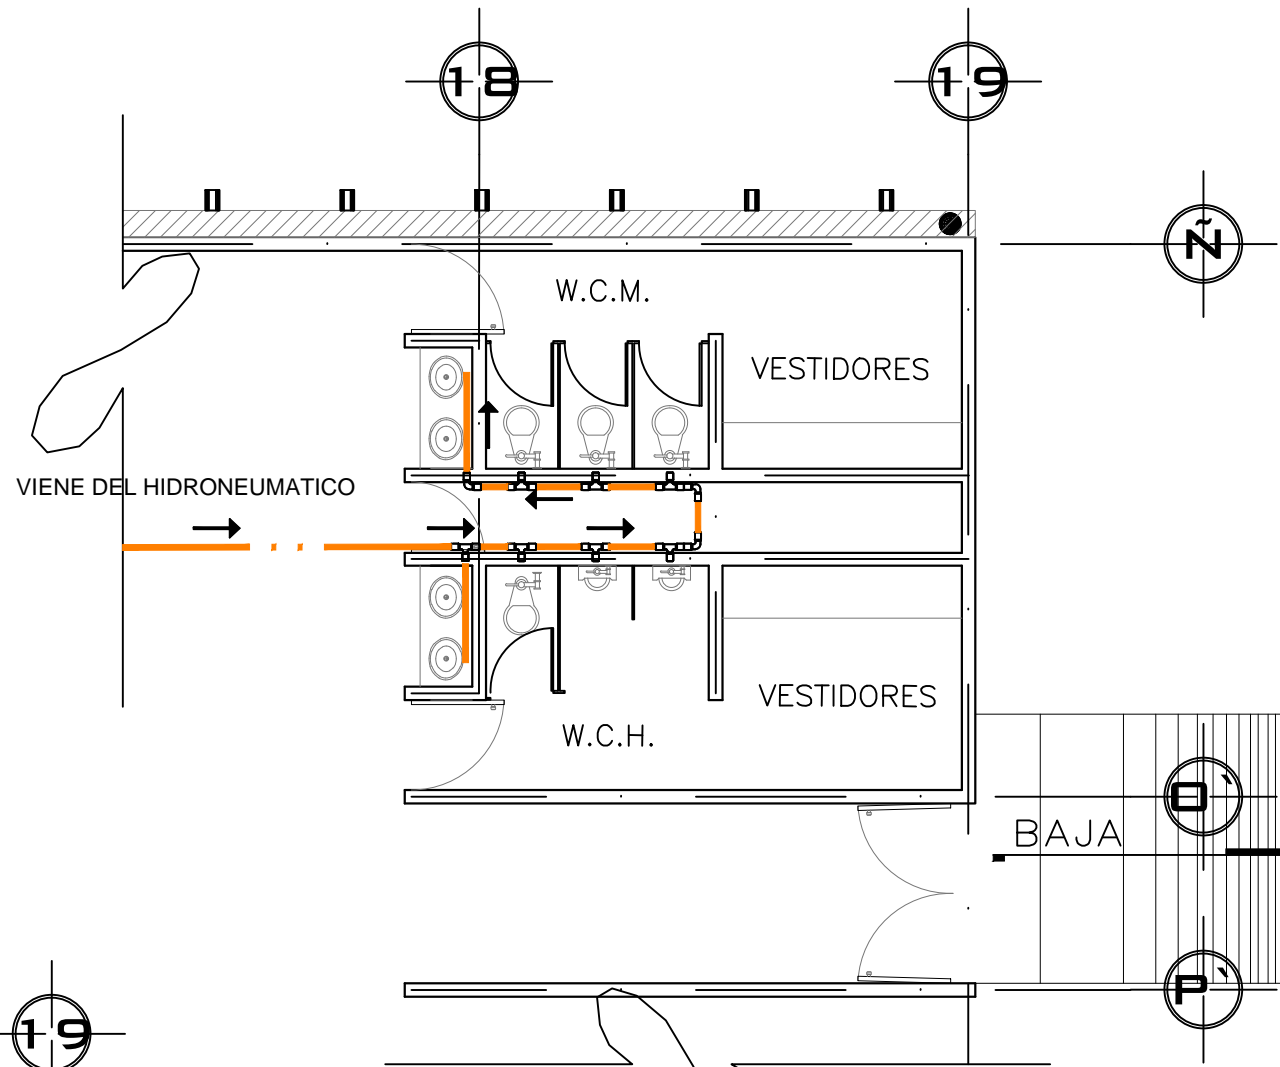 18
19
Ñ
W.C.M.
VESTIDORES
VIENE DEL HIDRONEUMATICO
VESTIDORES
W.C.H.
O`
BAJA
P`
19